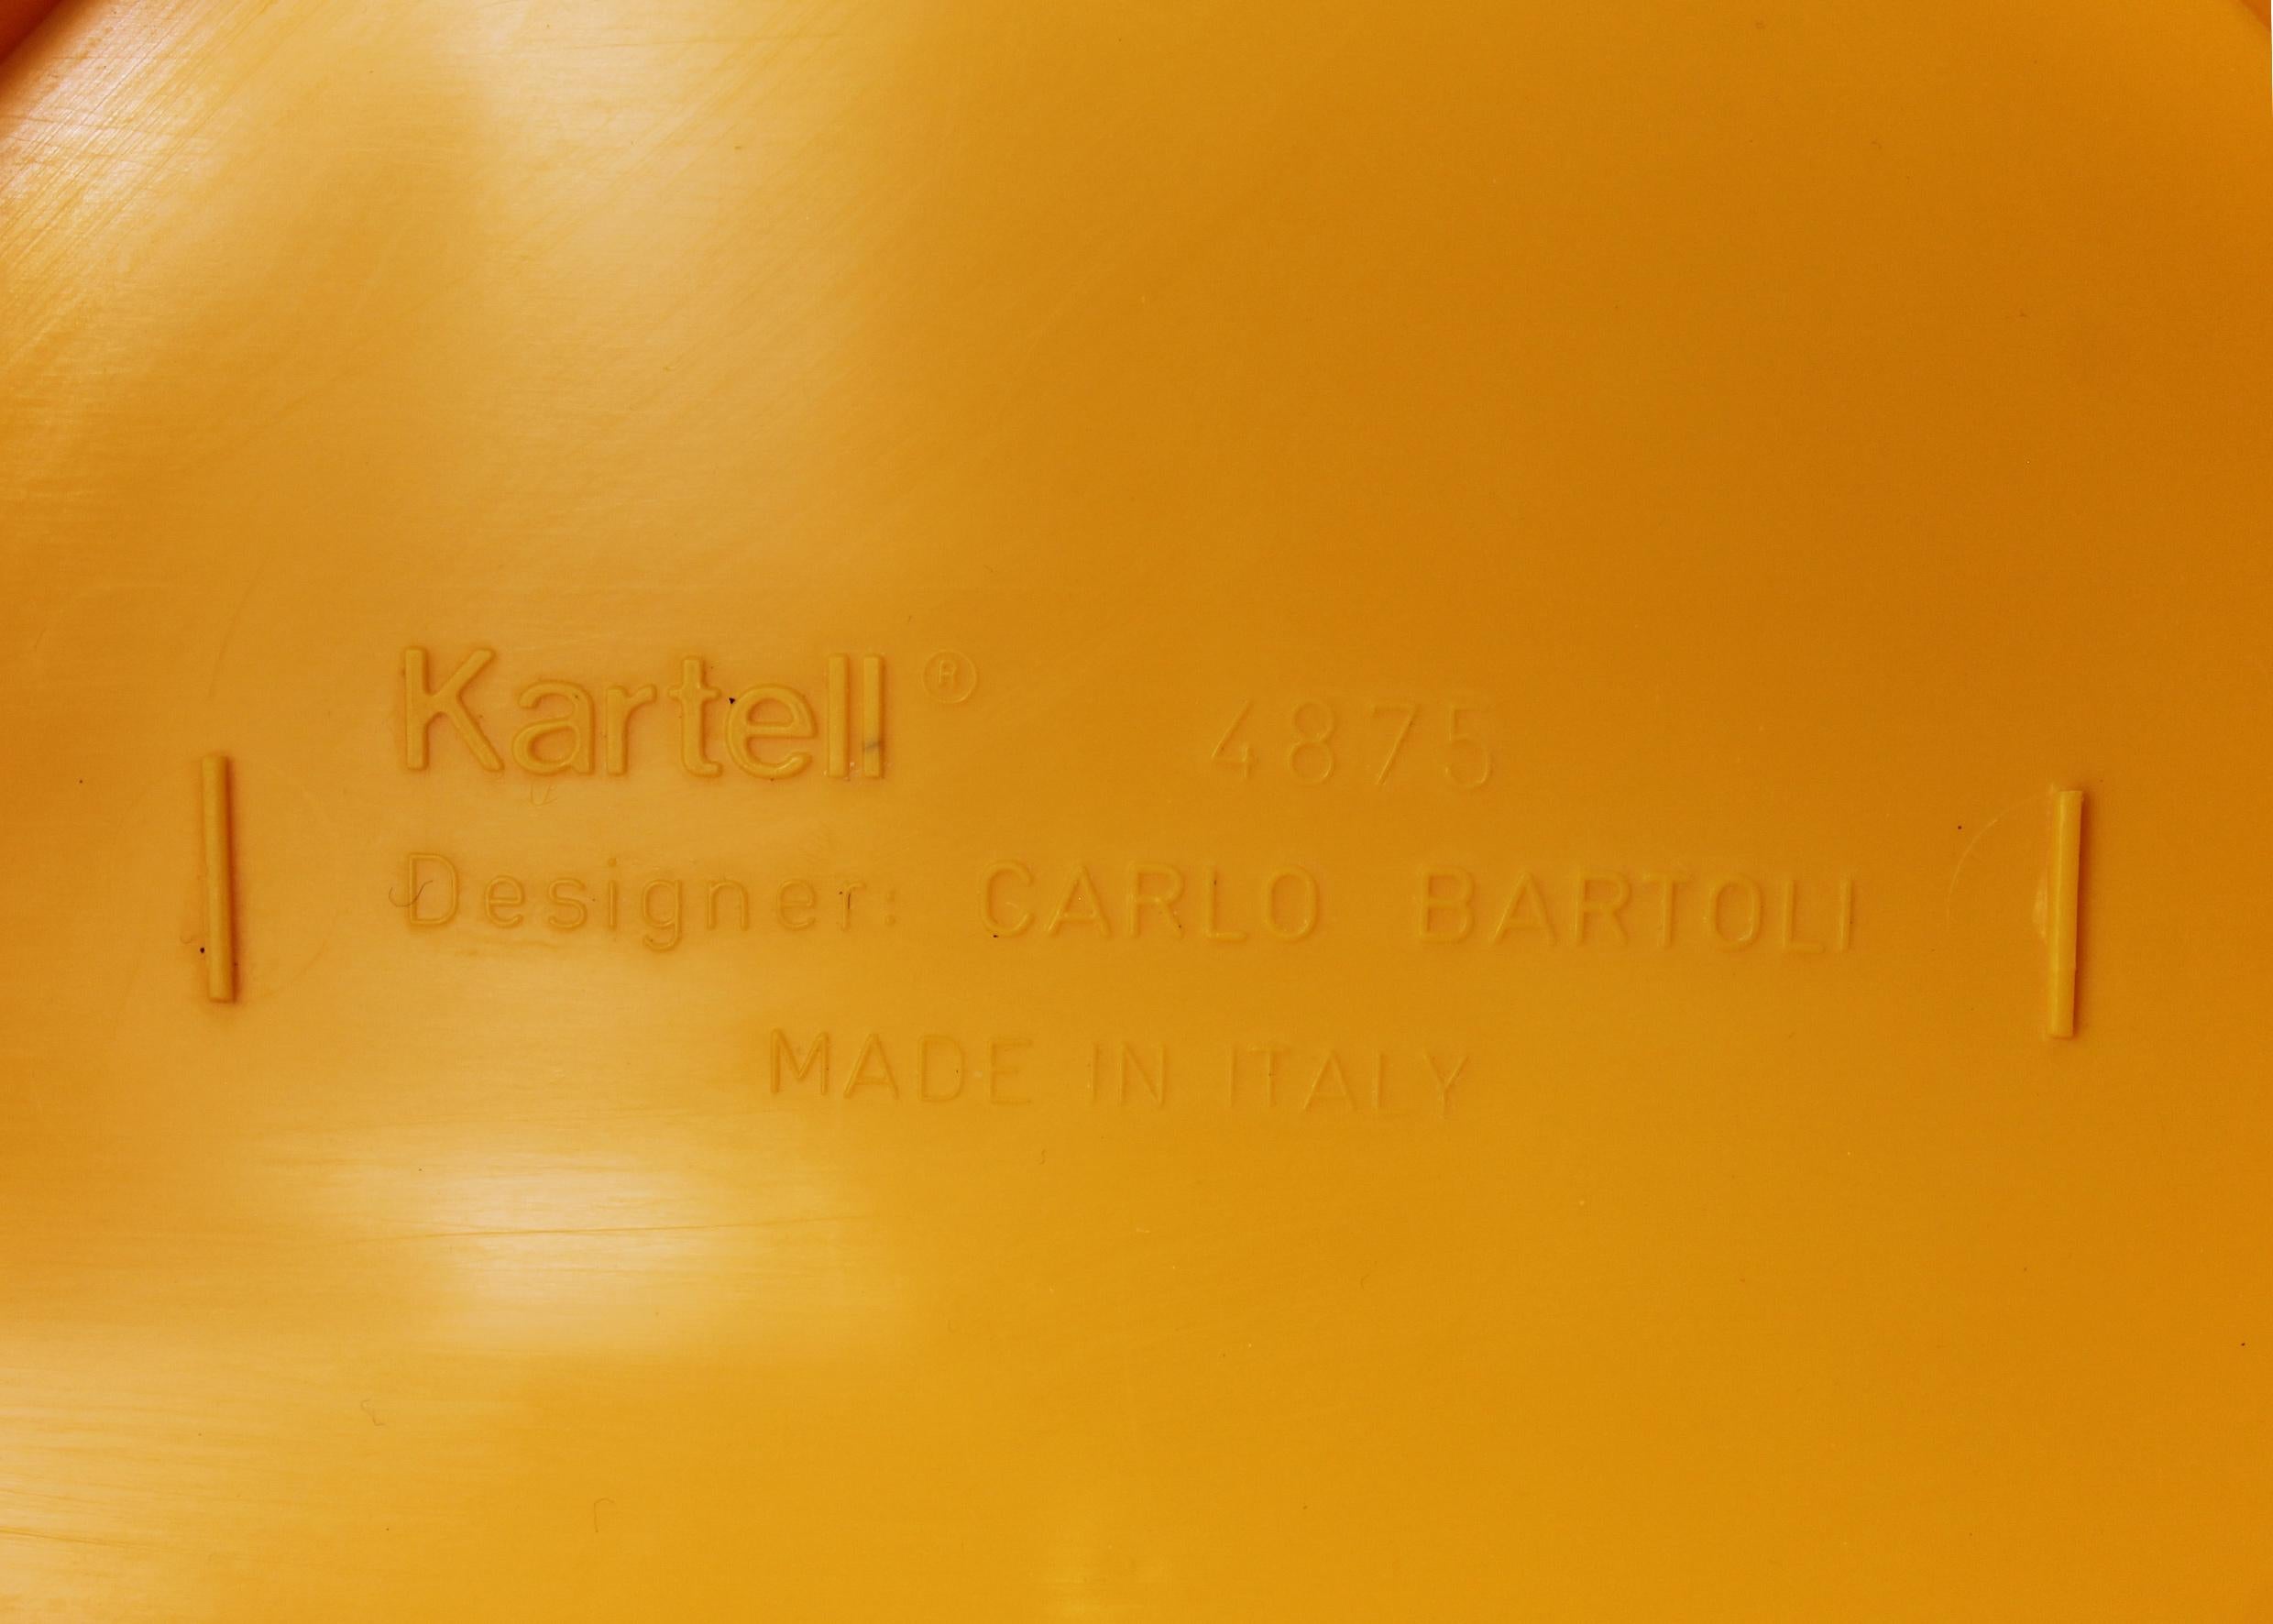 Kartell® 4875
Designer: CARLO BARTOLI
MADE IN ITALY